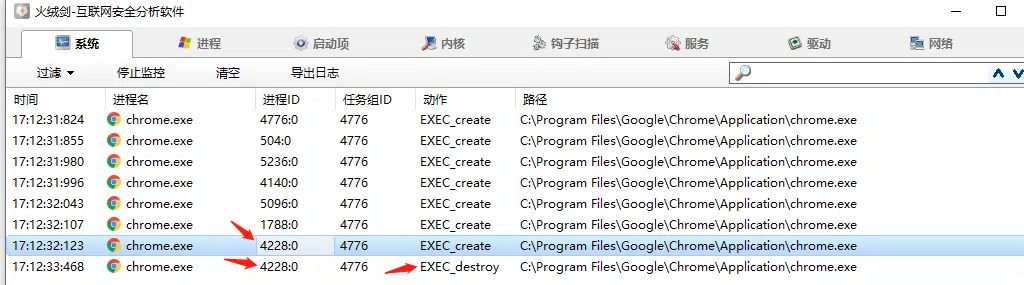 火绒剑-互联网安全分析软件
系统 进程 启动项 内核 钩子扫描 服务 驱动 网络
过滤 停止监控 清空 导出日志
时间 进程名 进程ID 任务组ID 动作 路径
17:12:31:824 chrome.exe 4776:0 4776 EXEC_create C:\Program Files\Google\Chrome\Application\chrome.exe
17:12:31:855 chrome.exe 504:0 4776 EXEC_create C:\Program Files\Google\Chrome\Application\chrome.exe
17:12:31:980 chrome.exe 5236:0 4776 EXEC_create C:\Program Files\Google\Chrome\Application\chrome.exe
17:12:31:996 chrome.exe 4140:0 4776 EXEC_create C:\Program Files\Google\Chrome\Application\chrome.exe
17:12:32:043 chrome.exe 5096:0 4776 EXEC_create C:\Program Files\Google\Chrome\Application\chrome.exe
17:12:32:107 chrome.exe 1788:0 4776 EXEC_create C:\Program Files\Google\Chrome\Application\chrome.exe
17:12:32:123 chrome.exe 4228:0 4776 EXEC_create C:\Program Files\Google\Chrome\Application\chrome.exe
17:12:33:468 chrome.exe 4228:0 4776 EXEC_destroy C:\Program Files\Google\Chrome\Application\chrome.exe